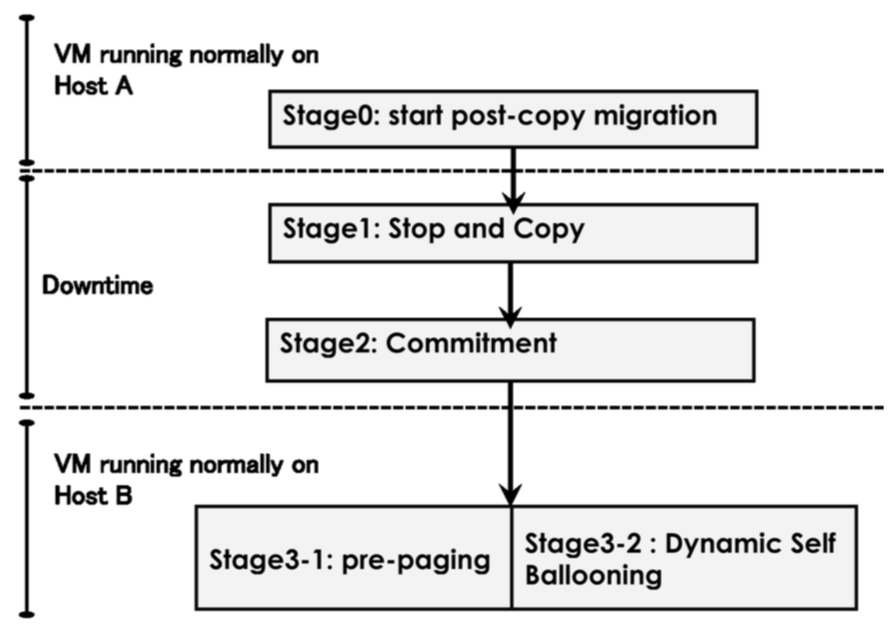 VM running normally on
Host A
Stage0: start post-copy migration
Stage1: Stop and Copy
Downtime
Stage2: Commitment
VM running normally on
Host B
Stage3-1: pre-paging
Stage3-2 : Dynamic Self
Ballooning